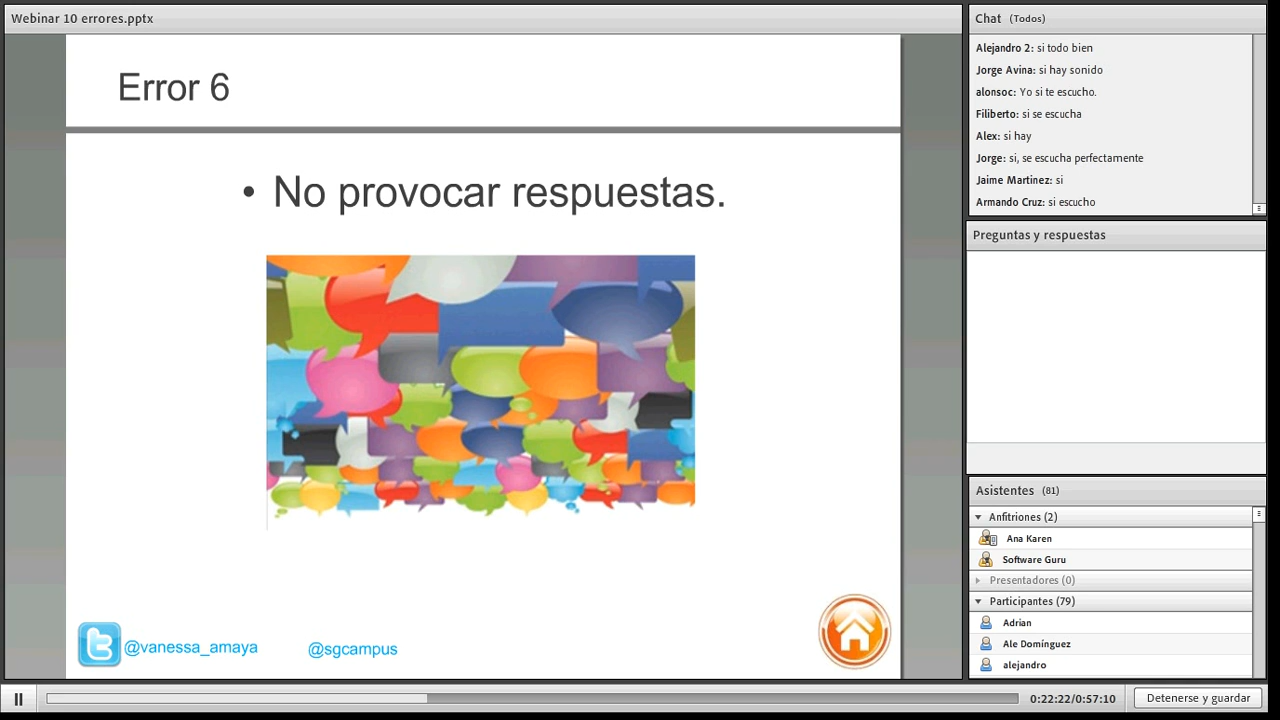 Webinar 10 errores.pptx
Error 6
• No provocar respuestas.
@vanessa_amaya
@sgcampus
Chat (Todos)
Alejandro 2: si todo bien
Jorge Avina: si hay sonido
alonsoc: Yo si te escucho.
Filiberto: si se escucha
Alex: si hay
Jorge: si, se escucha perfectamente
Jaime Martinez: si
Armando Cruz: si escucho
Preguntas y respuestas
Asistentes (81)
Anfitriones (2)
Ana Karen
Software Guru
Presentadores (0)
Participantes (79)
Adrian
Ale Domínguez
alejandro
0:22:22/0:57:10
Detenerse y guardar